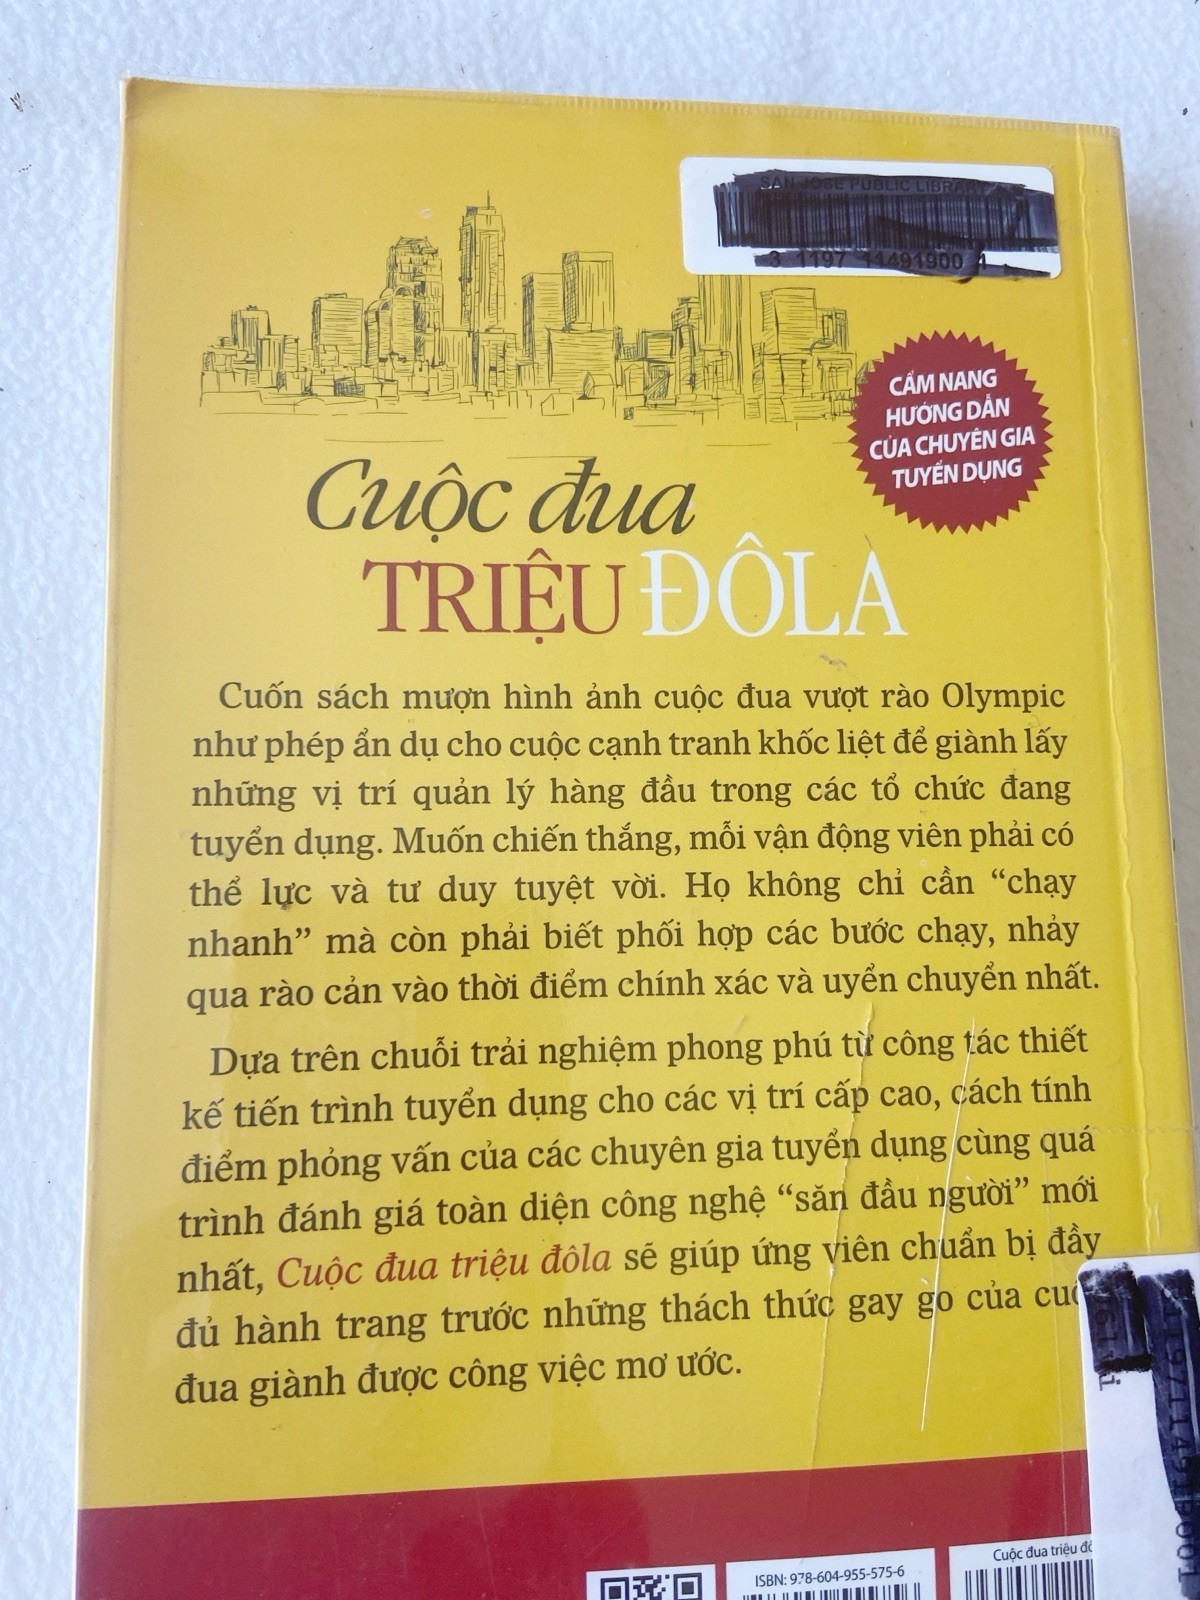 SAN JOSE PUBLIC LIBRARY
3 1197 11491900 1
CẨM NANG
HƯỚNG DẪN
CỦA CHUYÊN GIA
TUYỂN DỤNG
Cuộc đua
TRIỆU ĐÔLA
Cuốn sách mượn hình ảnh cuộc đua vượt rào Olympic
như phép ẩn dụ cho cuộc cạnh tranh khốc liệt để giành lấy
những vị trí quản lý hàng đầu trong các tổ chức đang
tuyển dụng. Muốn chiến thắng, mỗi vận động viên phải có
thể lực và tư duy tuyệt vời. Họ không chỉ cần “chạy
nhanh” mà còn phải biết phối hợp các bước chạy, nhảy
qua rào cản vào thời điểm chính xác và uyển chuyển nhất.
Dựa trên chuỗi trải nghiệm phong phú từ công tác thiết
kế tiến trình tuyển dụng cho các vị trí cấp cao, cách tính
điểm phỏng vấn của các chuyên gia tuyển dụng cùng quá
trình đánh giá toàn diện công nghệ “săn đầu người” mới
nhất, Cuộc đua triệu đôla sẽ giúp ứng viên chuẩn bị đầy
đủ hành trang trước những thách thức gay go của
đua giành được công việc mơ ước.
ISBN: 978-604-955-575-6
Cuộc đua triệu